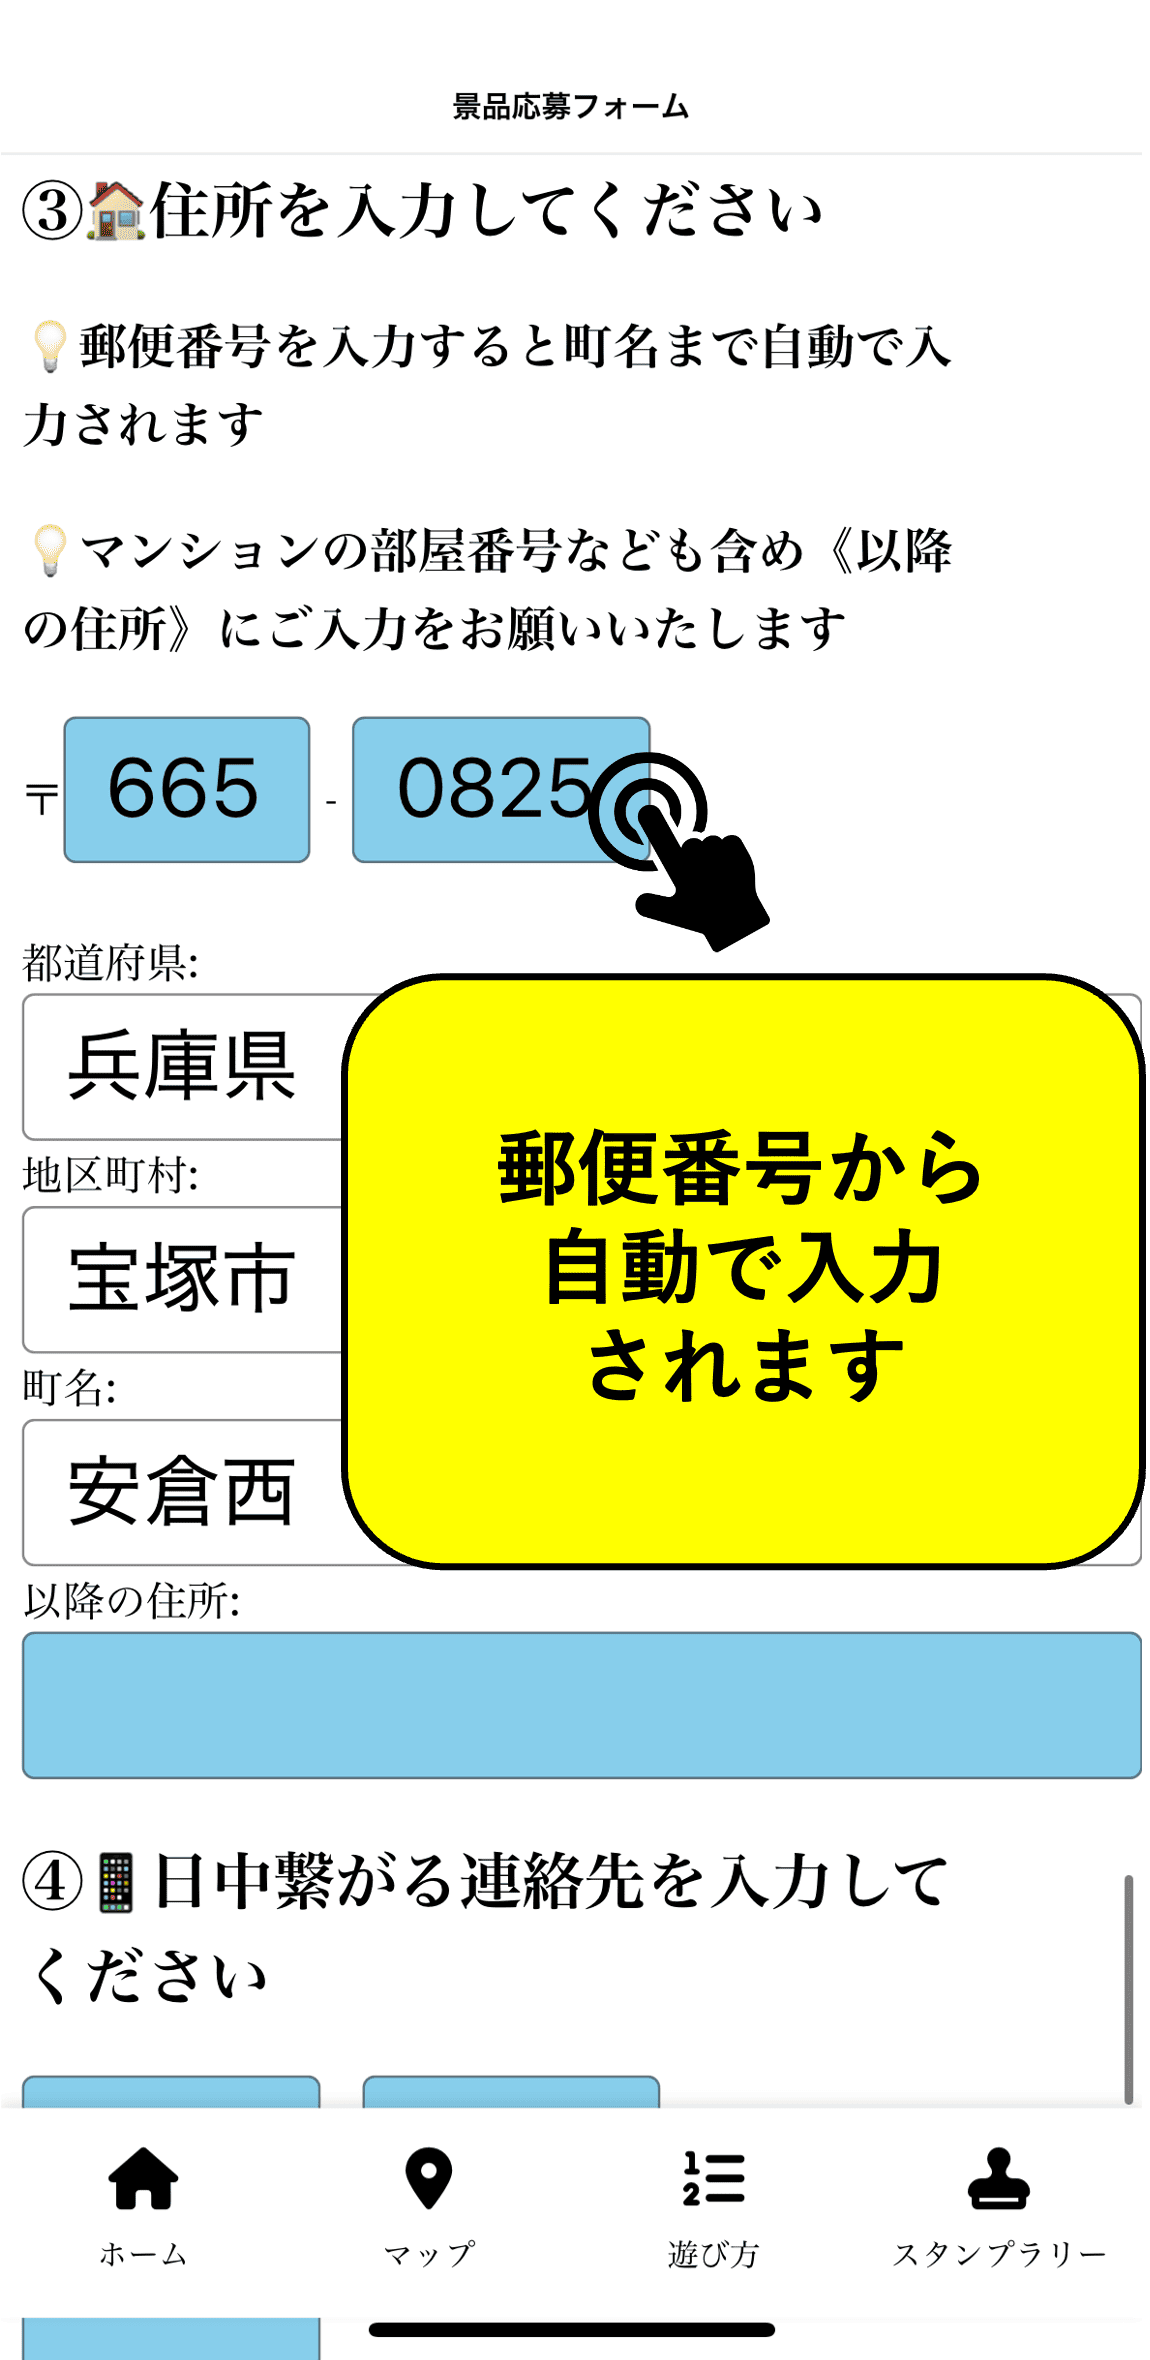 景品応募フォーム
③🏠住所を入力してください
💡郵便番号を入力すると町名まで自動で入
力されます
💡マンションの部屋番号なども含め《以降
の住所》にご入力をお願いいたします
〒 665 - 0825
都道府県:
兵庫県
地区町村:
宝塚市
町名:
安倉西
郵便番号から
自動で入力
されます
以降の住所:
④📱日中繋がる連絡先を入力して
ください
ホーム
マップ
遊び方
スタンプラリー